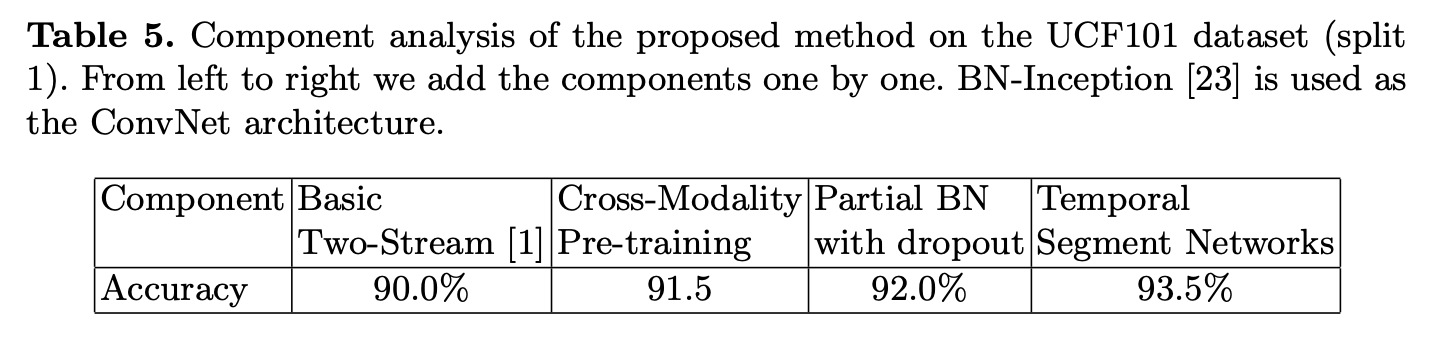 Table 5. Component analysis of the proposed method on the UCF101 dataset (split
1). From left to right we add the components one by one. BN-Inception [23] is used as
the ConvNet architecture.
Component Basic Cross-Modality Partial BN Temporal
Two-Stream [1] Pre-training with dropout Segment Networks
Accuracy 90.0% 91.5 92.0% 93.5%